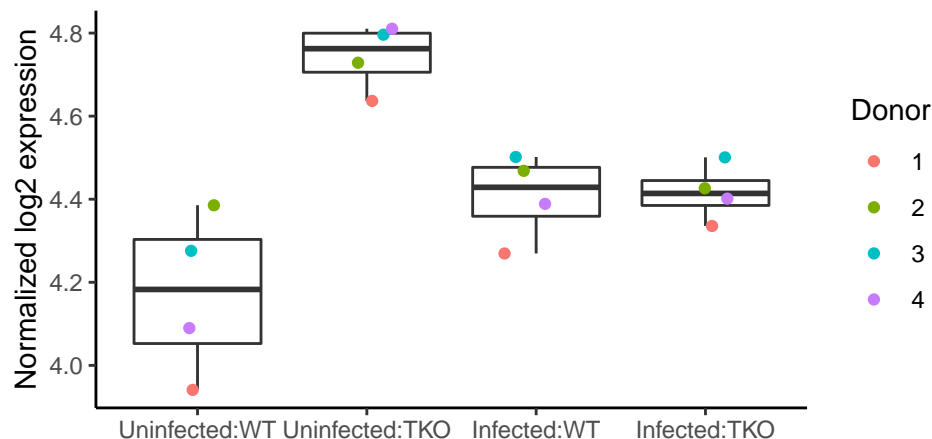 Normalized log2 expression
4.8
4.6
4.4
4.2
4.0
Uninfected:WT
Uninfected:TKO
Infected:WT
Infected:TKO
Donor
1
2
3
4